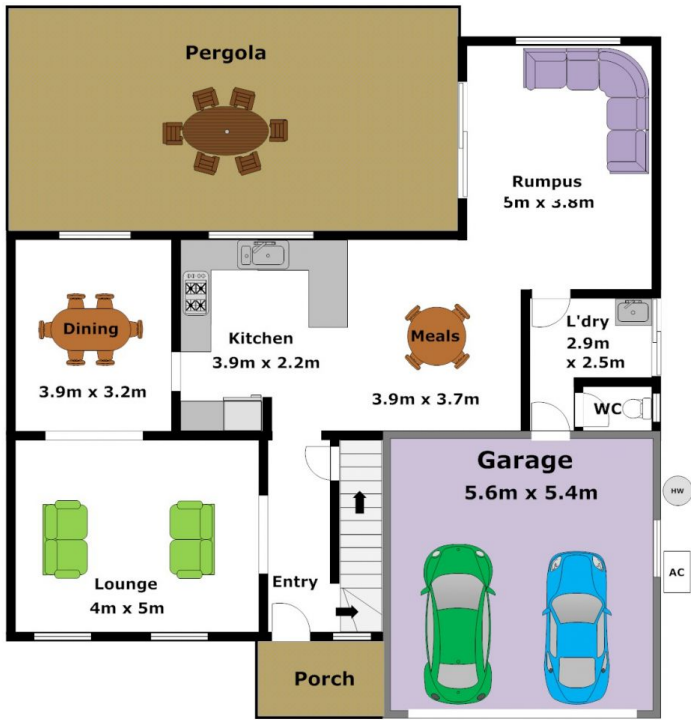 Pergola
Rumpus
5m x 3.8m
Dining
3.9m x 3.2m
Kitchen
3.9m x 2.2m
Meals
3.9m x 3.7m
L'dry
2.9m
x 2.5m
WC
Garage
5.6m x 5.4m
HW
AC
Lounge
4m x 5m
Entry
Porch